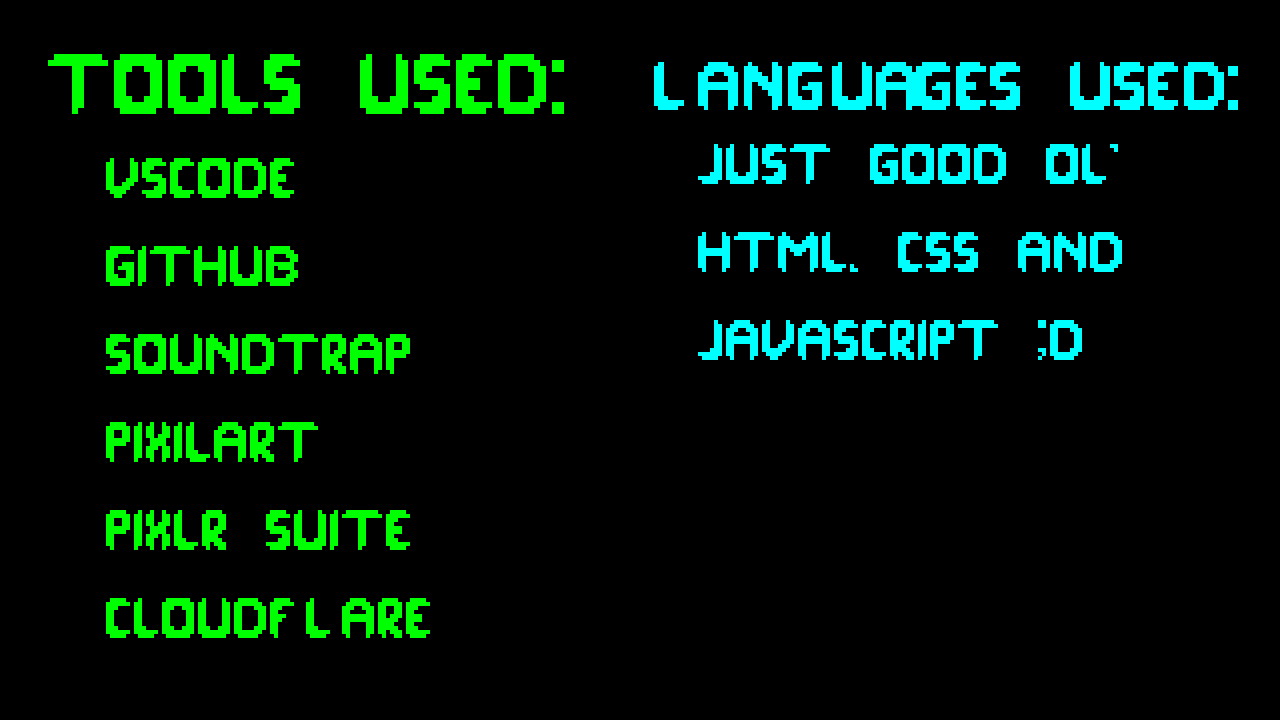 TOOLS USED:
VSCODE
GITHUB
SOUNDTRAP
PIXILART
PIXLR SUITE
CLOUDFLARE
LANGUAGES USED:
JUST GOOD OL`
HTML. CSS AND
JAVASCRIPT ;D